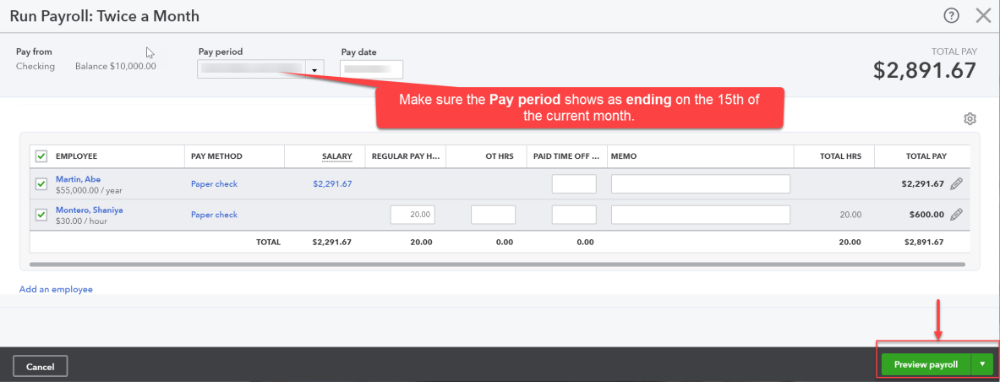 Run Payroll: Twice a Month
Pay from
Pay period
Pay date
TOTAL PAY
Checking
Balance $10,000.00
$2,891.67
Make sure the Pay period shows as ending on the 15th of
the current month.
EMPLOYEE PAY METHOD SALARY REGULAR PAY H... OT HRS PAID TIME OFF ... MEMO TOTAL HRS TOTAL PAY
Martin, Abe
$55,000.00 / year
Paper check $2,291.67 $2,291.67
Montero, Shaniya
$30.00 / hour
Paper check 20.00 20.00 $600.00
TOTAL $2,291.67 20.00 0.00 0.00 20.00 $2,891.67
Add an employee
Cancel
Preview payroll